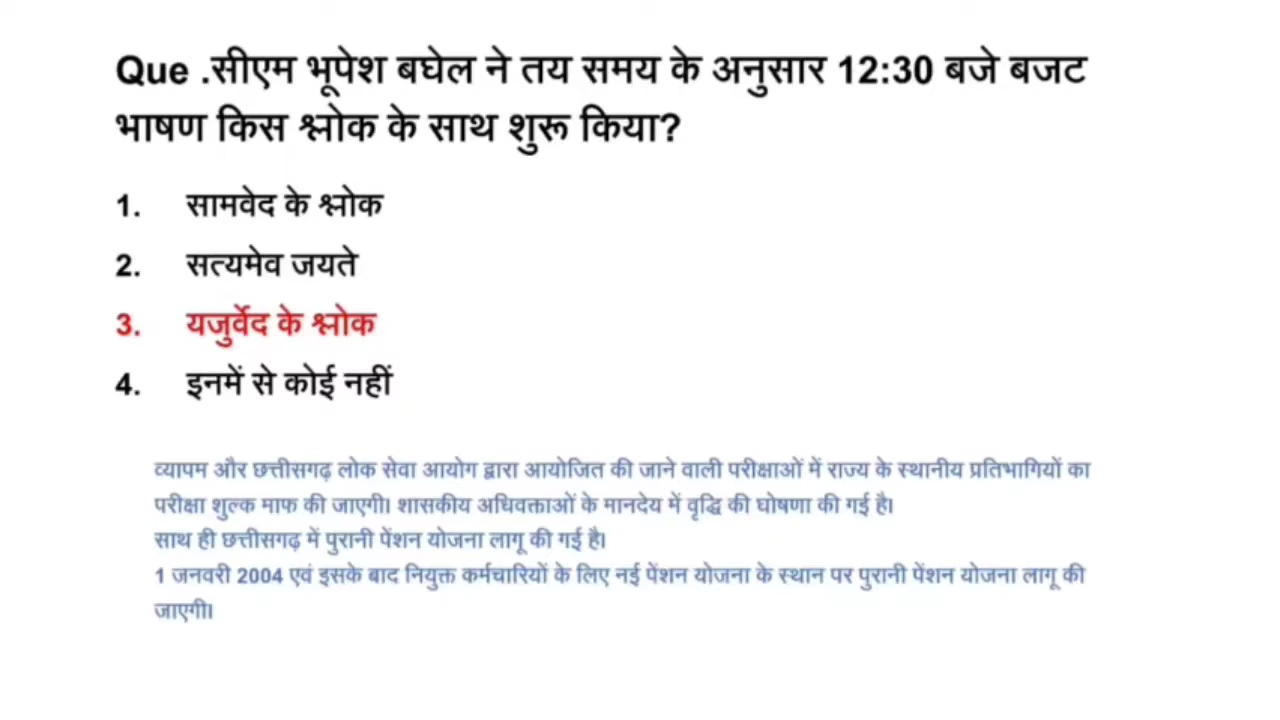 Que .सीएम भूपेश बघेल ने तय समय के अनुसार 12:30 बजे बजट
भाषण किस श्लोक के साथ शुरू किया?
1. सामवेद के श्लोक
2. सत्यमेव जयते
3. यजुर्वेद के श्लोक
4. इनमें से कोई नहीं
व्यापम और छत्तीसगढ़ लोक सेवा आयोग द्वारा आयोजित की जाने वाली परीक्षाओं में राज्य के स्थानीय प्रतिभागियों का
परीक्षा शुल्क माफ की जाएगी। शासकीय अधिवक्ताओं के मानदेय में वृद्धि की घोषणा की गई है।
साथ ही छत्तीसगढ़ में पुरानी पेंशन योजना लागू की गई है।
1 जनवरी 2004 एवं इसके बाद नियुक्त कर्मचारियों के लिए नई पेंशन योजना के स्थान पर पुरानी पेंशन योजना लागू की
जाएगी।